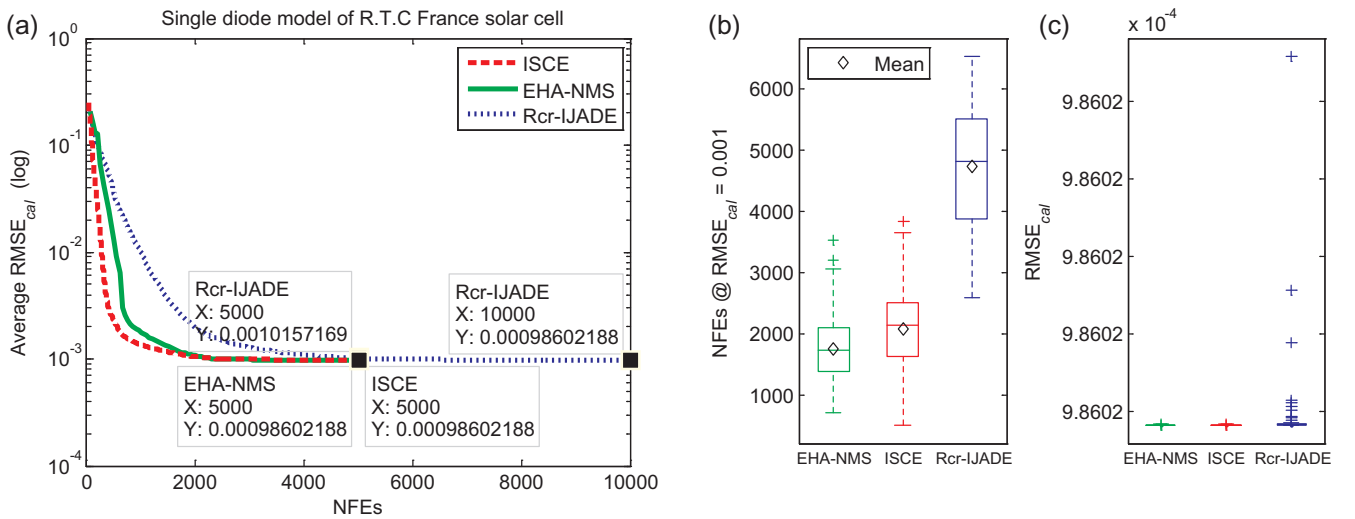 (a)
Single diode model of R.T.C France solar cell
Average RMSE_cal (log)
10^0
10^-1
10^-2
10^-3
10^-4
ISCE
EHA-NMS
Rcr-IJADE
Rcr-IJADE
X: 5000
Y: 0.0010157169
Rcr-IJADE
X: 10000
Y: 0.00098602188
EHA-NMS
X: 5000
Y: 0.00098602188
ISCE
X: 5000
Y: 0.00098602188
0
2000
4000
6000
8000
10000
NFEs
(b)
NFEs @ RMSE_cal = 0.001
Mean
6000
5000
4000
3000
2000
1000
EHA-NMS
ISCE
Rcr-IJADE
(c)
x 10^-4
RMSE_cal
9.8602
9.8602
9.8602
9.8602
9.8602
EHA-NMS
ISCE
Rcr-IJADE